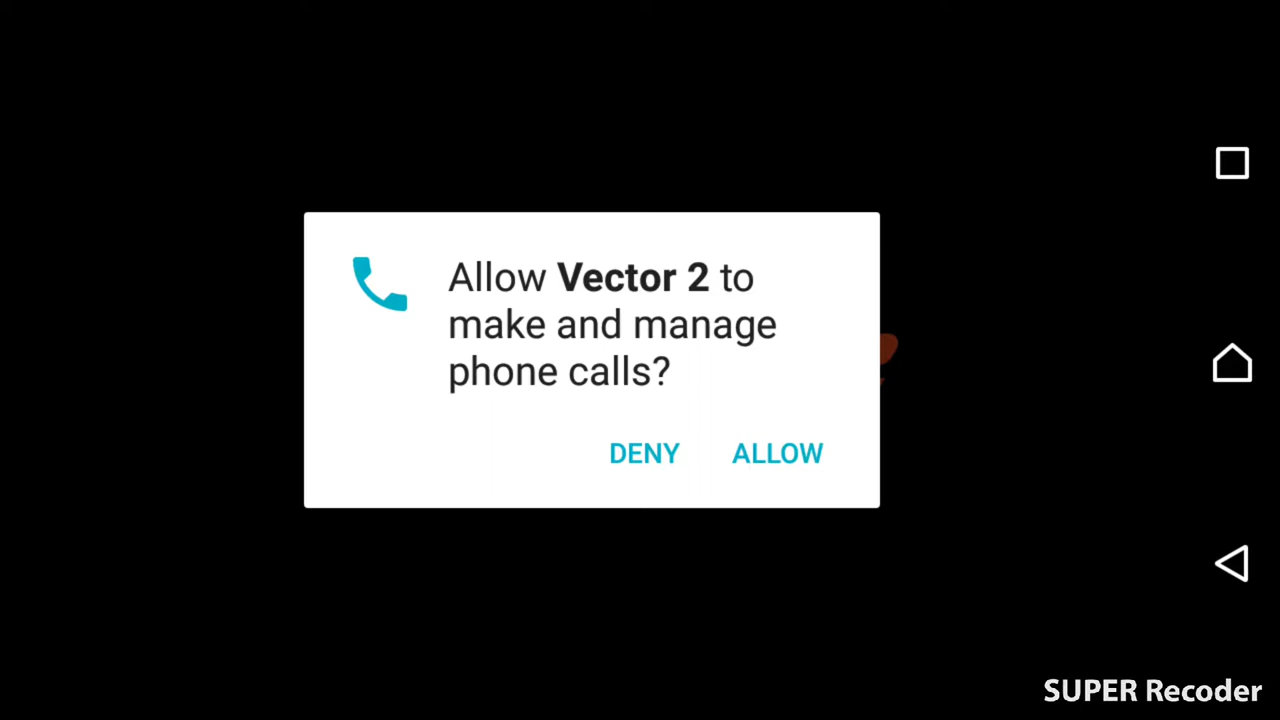 Allow Vector 2 to
make and manage
phone calls?
DENY ALLOW
SUPER Recoder